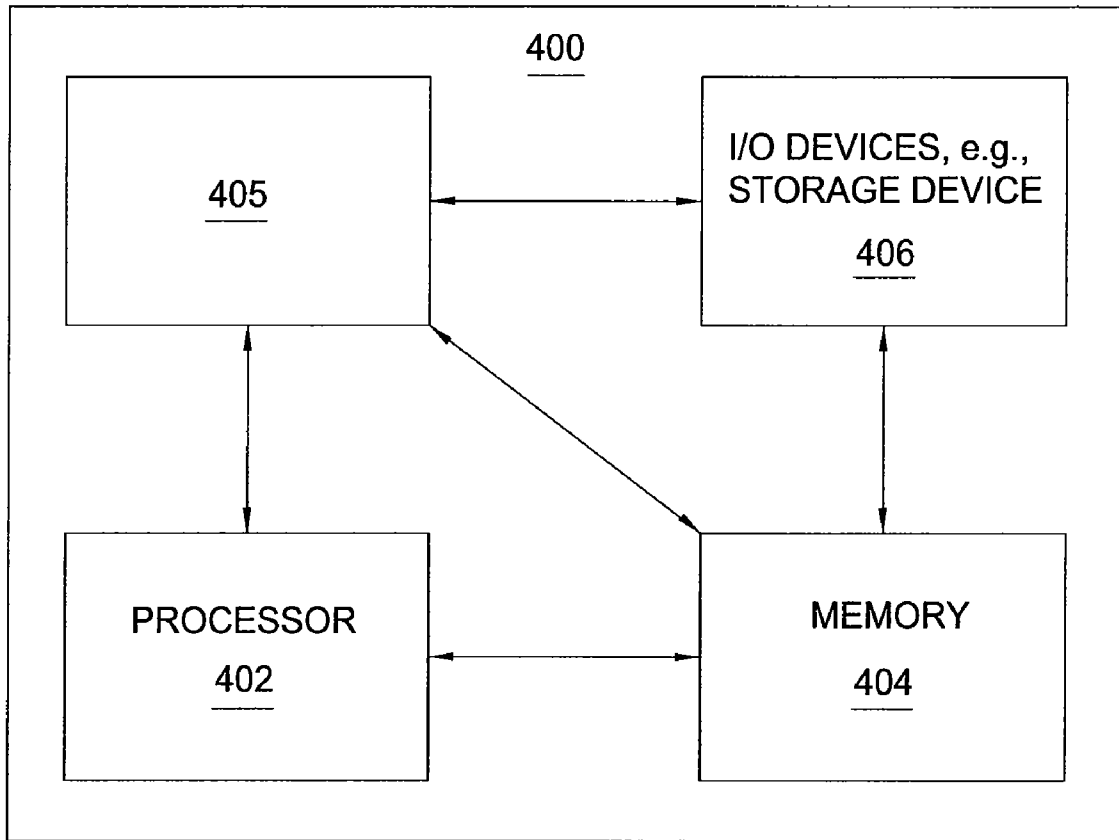 400
405
I/O DEVICES, e.g.,
STORAGE DEVICE
406
PROCESSOR
402
MEMORY
404